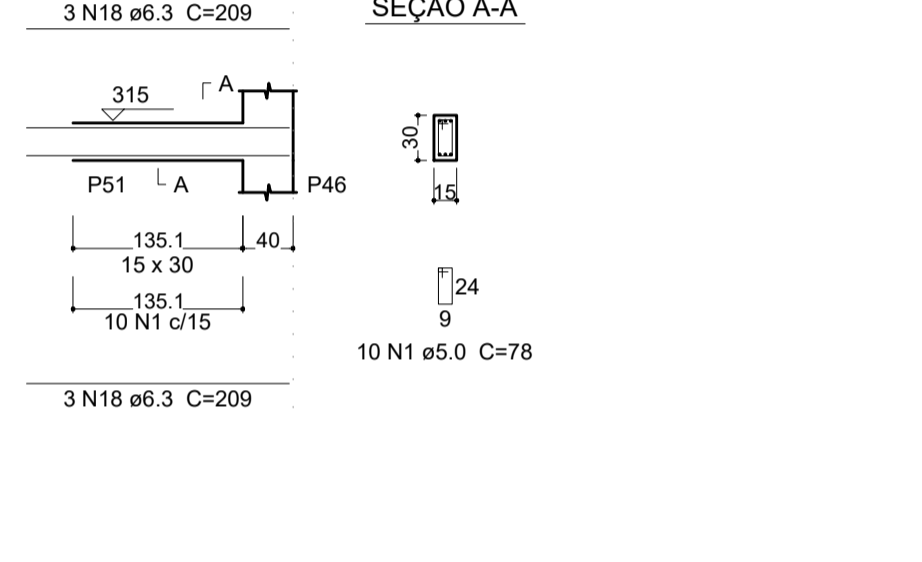 3 N18 ø6.3 C=209
SEÇÃO A-A
315
A
30
P51
A
P46
15
135.1
40
15 x 30
24
135.1
9
10 N1 c/15
10 N1 ø5.0 C=78
3 N18 ø6.3 C=209